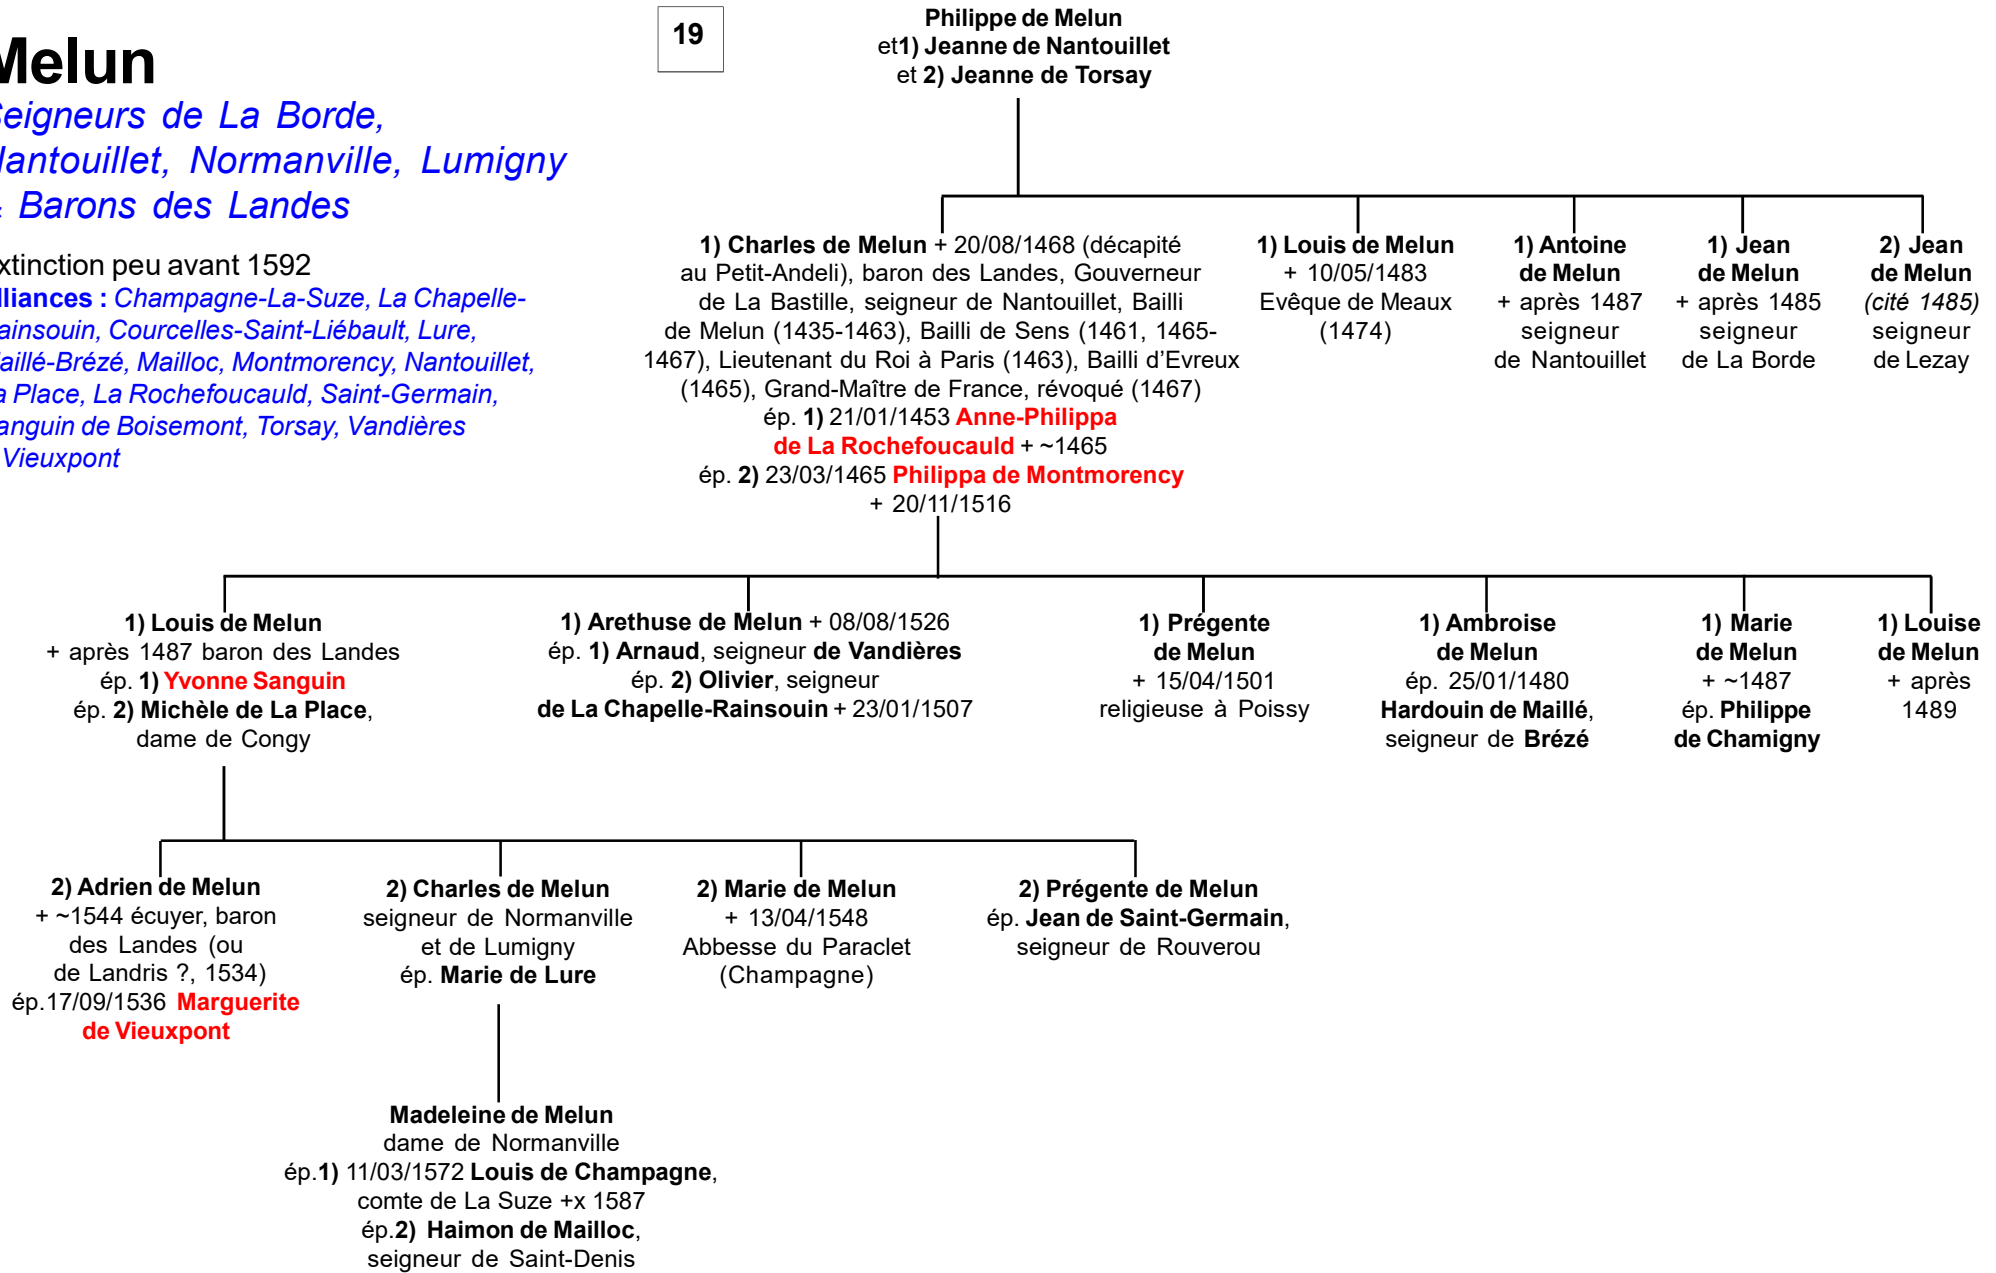 Melun
Seigneurs de La Borde,
Nantouillet, Normanville, Lumigny
& Barons des Landes
xtinction peu avant 1592
lliances : Champagne-La-Suze, La Chapelle-
ainsouin, Courcelles-Saint-Liébault, Lure,
aillé-Brézé, Mailloc, Montmorency, Nantouillet,
a Place, La Rochefoucauld, Saint-Germain,
anguin de Boisemont, Torsay, Vandières
Vieuxpont
19
Philippe de Melun
et1) Jeanne de Nantouillet
et 2) Jeanne de Torsay
1) Charles de Melun + 20/08/1468 (décapité
au Petit-Andeli), baron des Landes, Gouverneur
de La Bastille, seigneur de Nantouillet, Bailli
de Melun (1435-1463), Bailli de Sens (1461, 1465-
1467), Lieutenant du Roi à Paris (1463), Bailli d'Evreux
(1465), Grand-Maître de France, révoqué (1467)
ép. 1) 21/01/1453 Anne-Philippa
de La Rochefoucauld + ~1465
ép. 2) 23/03/1465 Philippa de Montmorency
+ 20/11/1516
1) Louis de Melun
+ 10/05/1483
Evêque de Meaux
(1474)
1) Antoine
de Melun
+ après 1487
seigneur
de Nantouillet
1) Jean
de Melun
+ après 1485
seigneur
de La Borde
2) Jean
de Melun
(cité 1485)
seigneur
de Lezay
1) Louis de Melun
+ après 1487 baron des Landes
ép. 1) Yvonne Sanguin
ép. 2) Michèle de La Place,
dame de Congy
1) Arethuse de Melun + 08/08/1526
ép. 1) Arnaud, seigneur de Vandières
ép. 2) Olivier, seigneur
de La Chapelle-Rainsouin + 23/01/1507
1) Prégente
de Melun
+ 15/04/1501
religieuse à Poissy
1) Ambroise
de Melun
ép. 25/01/1480
Hardouin de Maillé,
seigneur de Brézé
1) Marie
de Melun
+ ~1487
ép. Philippe
de Chamigny
1) Louise
de Melun
+ après
1489
2) Adrien de Melun
+ ~1544 écuyer, baron
des Landes (ou
de Landris ?, 1534)
ép.17/09/1536 Marguerite
de Vieuxpont
2) Charles de Melun
seigneur de Normanville
et de Lumigny
ép. Marie de Lure
2) Marie de Melun
+ 13/04/1548
Abbesse du Paraclet
(Champagne)
2) Prégente de Melun
ép. Jean de Saint-Germain,
seigneur de Rouverou
Madeleine de Melun
dame de Normanville
ép.1) 11/03/1572 Louis de Champagne,
comte de La Suze +x 1587
ép.2) Haimon de Mailloc,
seigneur de Saint-Denis